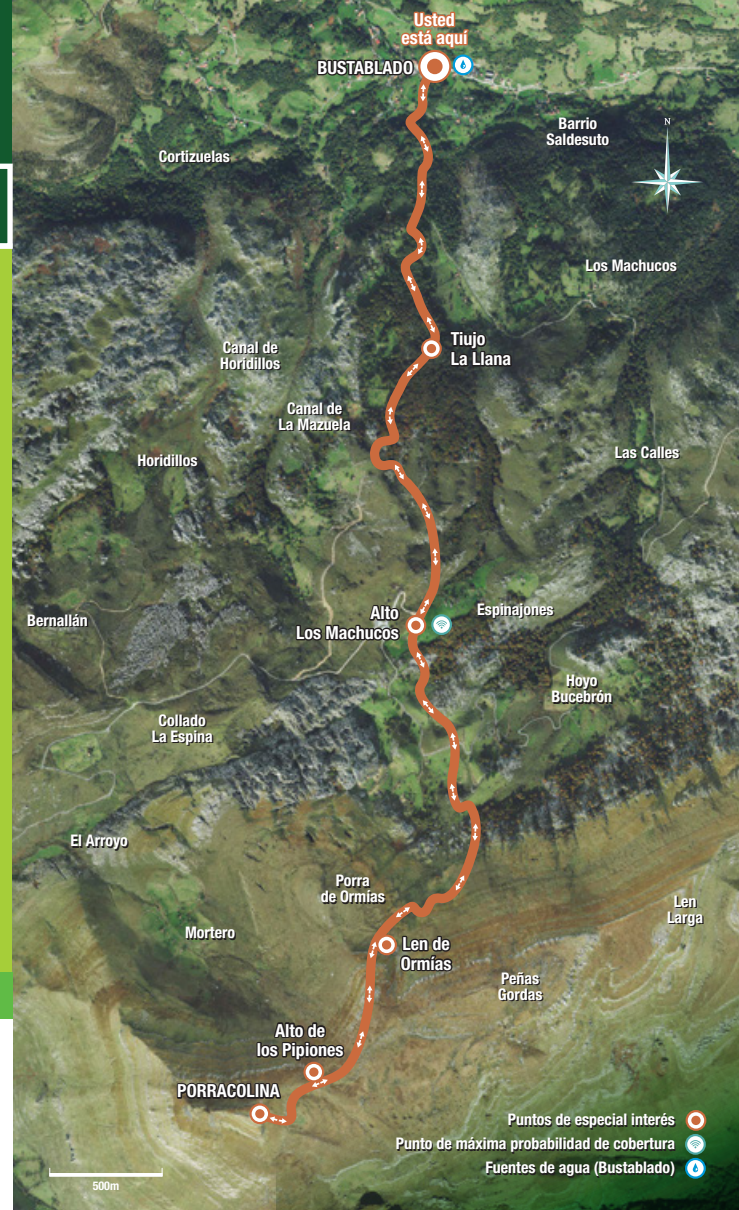 Usted
está aquí
BUSTABLADO
Barrio
Saldesuto
N
Cortizuelas
Los Machucos
Tiujo
La Llana
Canal de
Horidillos
Canal de
La Mazuela
Horidillos
Las Calles
Alto
Los Machucos
Espinajones
Bernallán
Hoyo
Bucebrón
Collado
La Espina
El Arroyo
Porra
de Ormías
Len
Larga
Mortero
Len de
Ormías
Peñas
Gordas
Alto de
los Pipiones
PORRACOLINA
Puntos de especial interés
Punto de máxima probabilidad de cobertura
Fuentes de agua (Bustablado)
500m